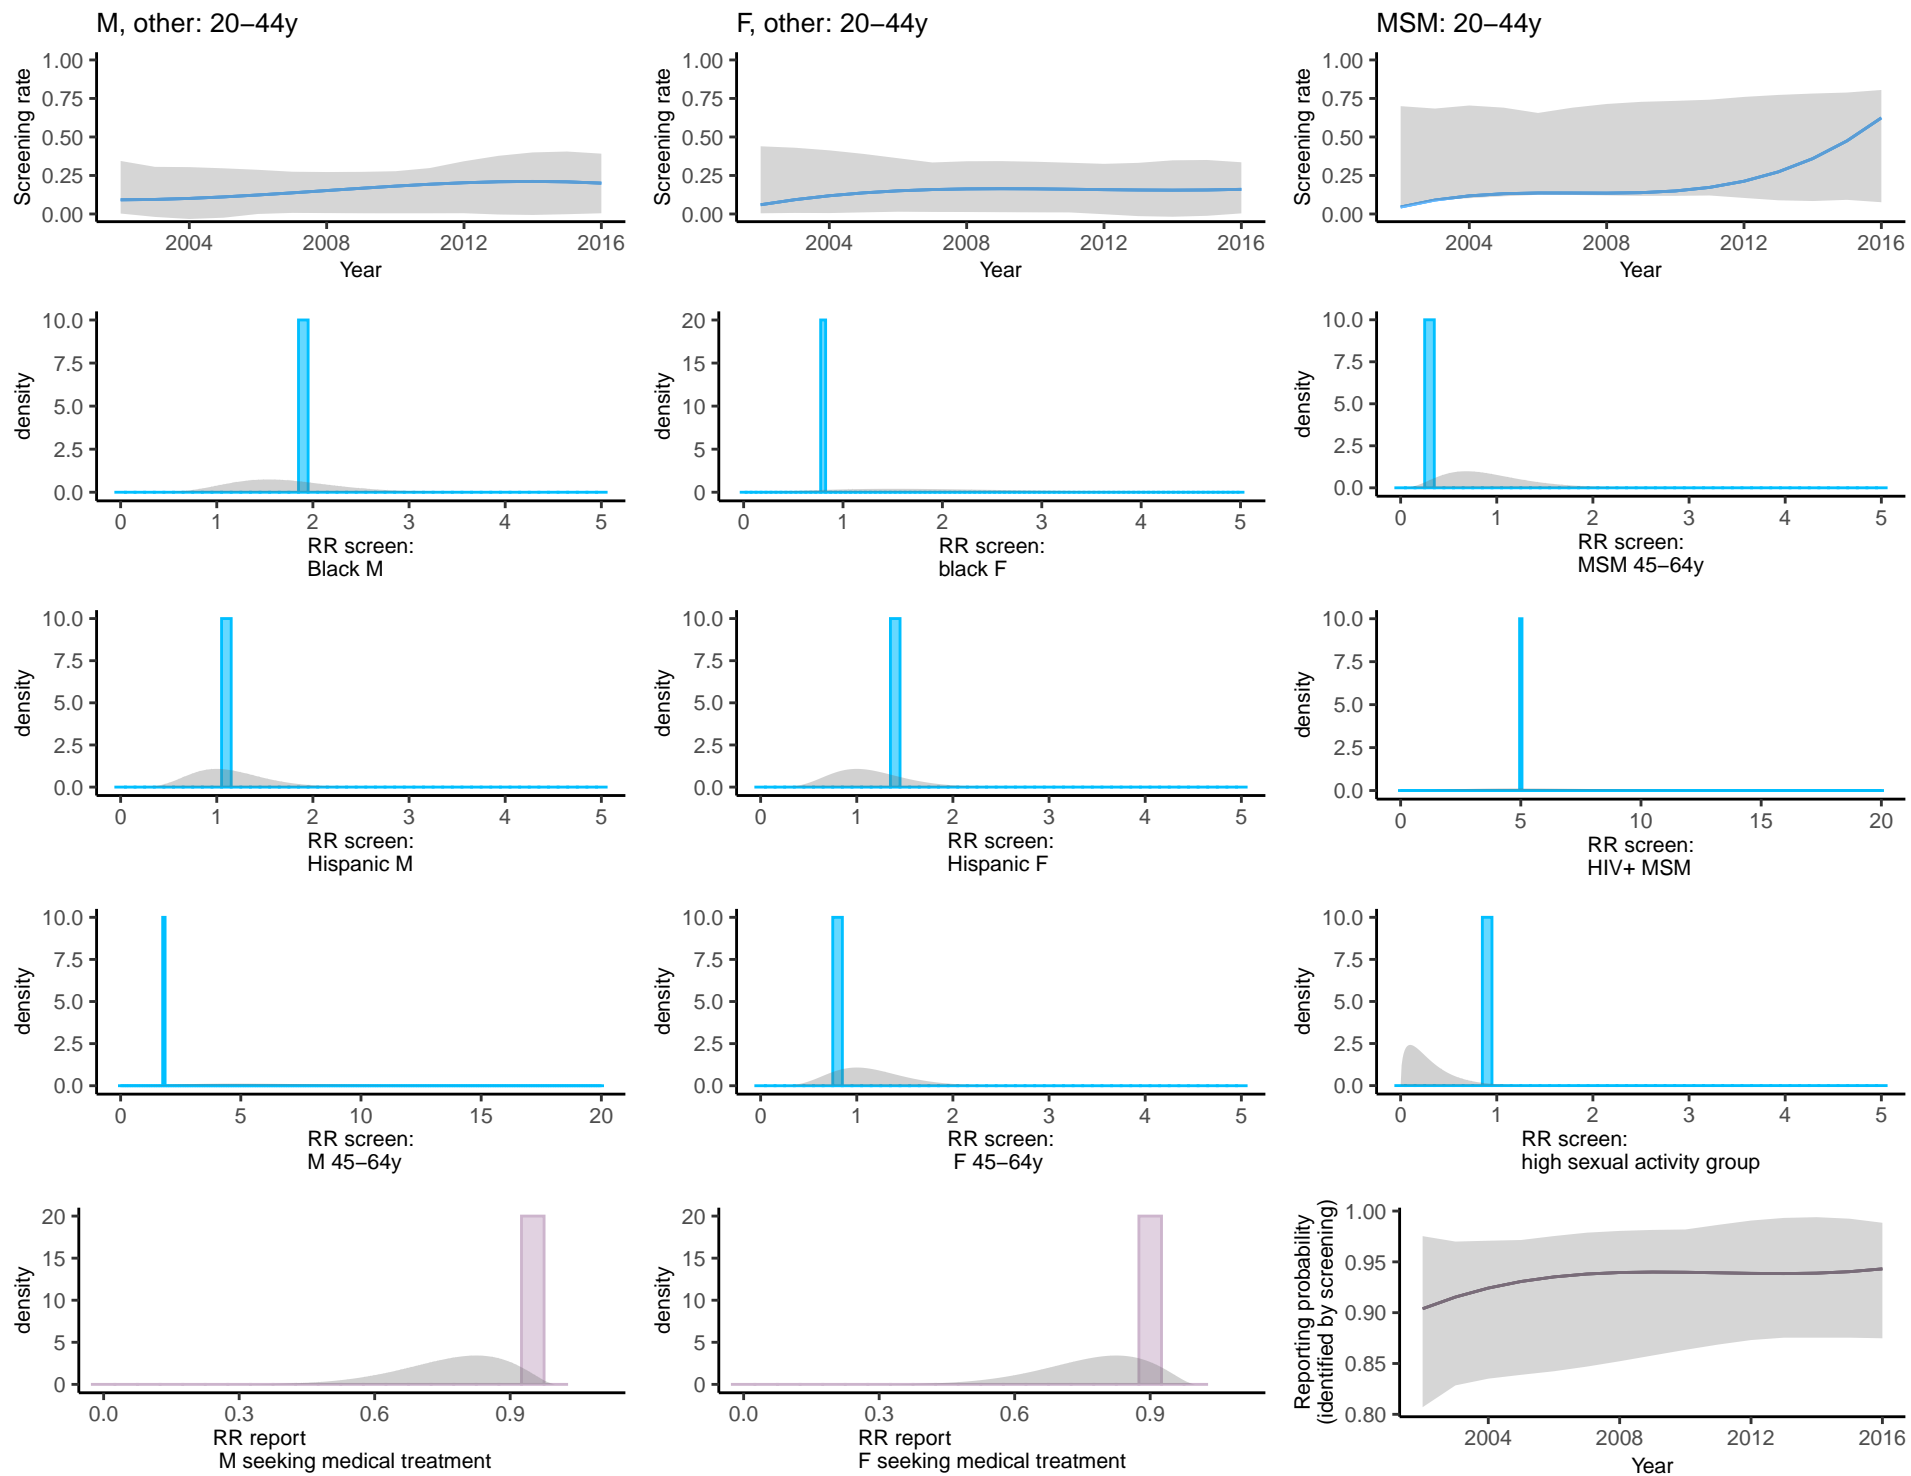 M, other: 20−44y
F, other: 20−44y
MSM: 20−44y
Screening rate
1.00
0.75
0.50
0.25
0.00
2004 2008 2012 2016
Year
Screening rate
1.00
0.75
0.50
0.25
0.00
2004 2008 2012 2016
Year
Screening rate
1.00
0.75
0.50
0.25
0.00
2004 2008 2012 2016
Year
density
10.0
7.5
5.0
2.5
0.0
0 1 2 3 4 5
RR screen:
Black M
density
20
15
10
5
0
0 1 2 3 4 5
RR screen:
black F
density
10.0
7.5
5.0
2.5
0.0
0 1 2 3 4 5
RR screen:
MSM 45−64y
density
10.0
7.5
5.0
2.5
0.0
0 1 2 3 4 5
RR screen:
Hispanic M
density
10.0
7.5
5.0
2.5
0.0
0 1 2 3 4 5
RR screen:
Hispanic F
density
10.0
7.5
5.0
2.5
0.0
0 5 10 15 20
RR screen:
HIV+ MSM
density
10.0
7.5
5.0
2.5
0.0
0 5 10 15 20
RR screen:
M 45−64y
density
10.0
7.5
5.0
2.5
0.0
0 1 2 3 4 5
RR screen:
F 45−64y
density
10.0
7.5
5.0
2.5
0.0
0 1 2 3 4 5
RR screen:
high sexual activity group
density
20
15
10
5
0
0.0 0.3 0.6 0.9
RR report
M seeking medical treatment
density
20
15
10
5
0
0.0 0.3 0.6 0.9
RR report
F seeking medical treatment
Reporting probability
(identified by screening)
1.00
0.95
0.90
0.85
0.80
2004 2008 2012 2016
Year